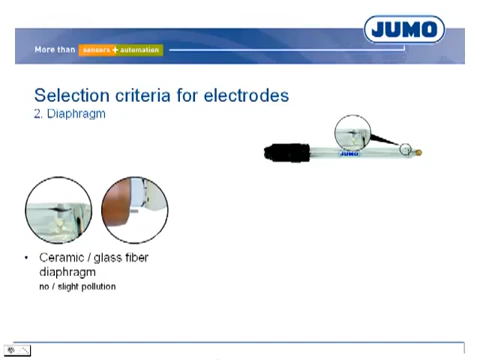 JUMO
More than sensors + automation
Selection criteria for electrodes
2. Diaphragm
JUMO
• Ceramic / glass fiber
diaphragm
no / slight pollution